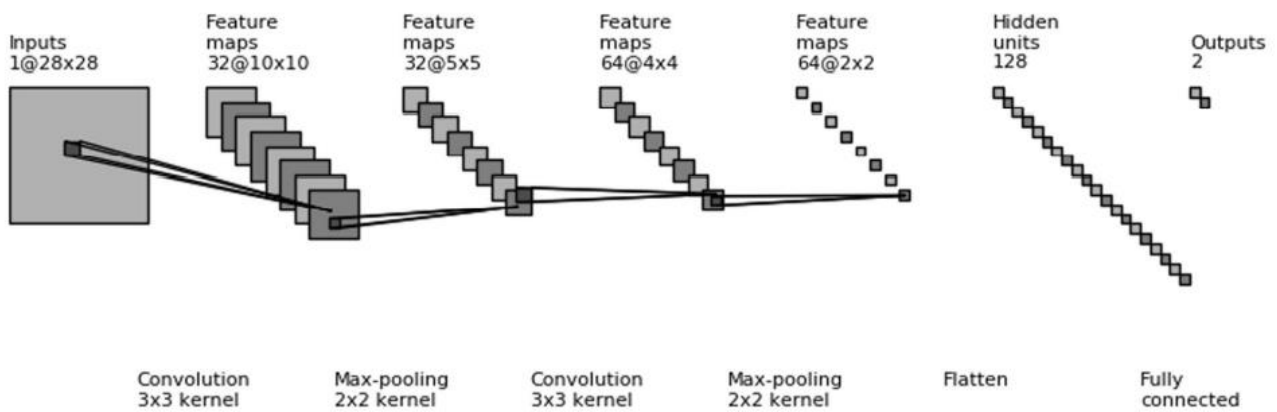 Inputs
1@28x28
Feature
maps
32@10x10
Feature
maps
32@5x5
Feature
maps
64@4x4
Feature
maps
64@2x2
Hidden
units
128
Outputs
2
Convolution
3x3 kernel
Max-pooling
2x2 kernel
Convolution
3x3 kernel
Max-pooling
2x2 kernel
Flatten
Fully
connected